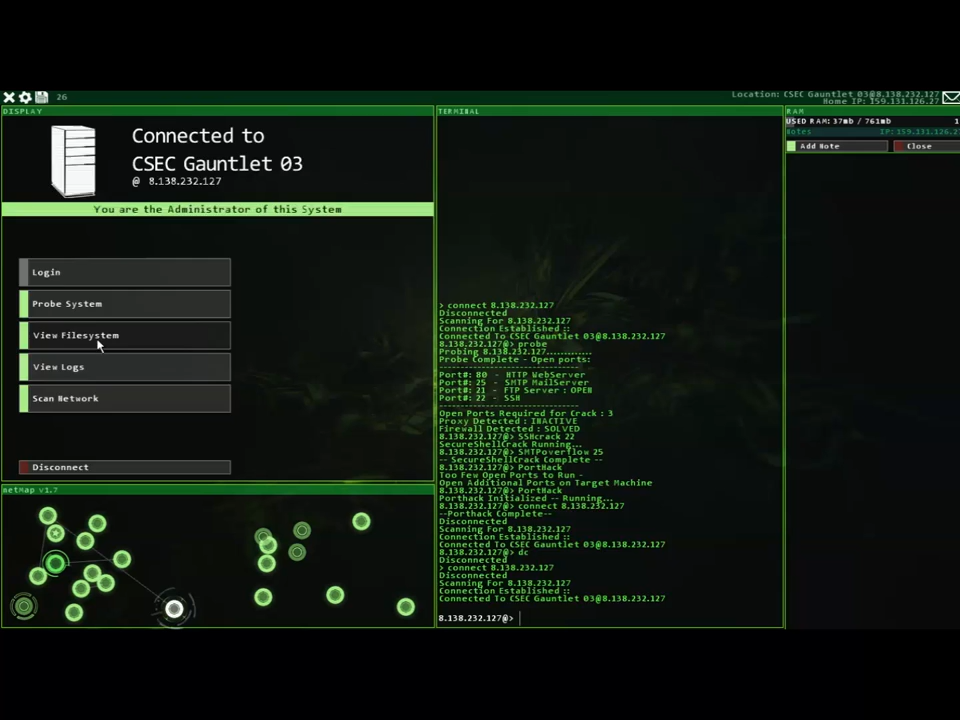 26
Location: CSEC Gauntlet 03@8.138.232.127
Home IP: 159.131.126.27
DISPLAY
Connected to
CSEC Gauntlet 03
@ 8.138.232.127
You are the Administrator of this System
Login
Probe System
View Filesystem
View Logs
Scan Network
Disconnect
netMap v1.7
TERMINAL
> connect 8.138.232.127
Disconnected
Scanning For 8.138.232.127
Connection Established ::
Connected To CSEC Gauntlet 03@8.138.232.127
8.138.232.127@> probe
Probing 8.138.232.127.............
Probe Complete - Open ports:
---------------------------------
Port#: 80 - HTTP WebServer
Port#: 25 - SMTP MailServer
Port#: 21 - FTP Server : OPEN
Port#: 22 - SSH
---------------------------------
Open Ports Required for Crack : 3
Proxy Detected : INACTIVE
Firewall Detected : SOLVED
8.138.232.127@> SSHcrack 22
SecureShellCrack Running...
8.138.232.127@> SMTPoverflow 25
-- SecureShellCrack Complete --
8.138.232.127@> PortHack
Too Few Open Ports to Run -
Open Additional Ports on Target Machine
8.138.232.127@> PortHack
Porthack Initialized -- Running...
8.138.232.127@> connect 8.138.232.127
--Porthack Complete--
Disconnected
Scanning For 8.138.232.127
Connection Established ::
Connected To CSEC Gauntlet 03@8.138.232.127
8.138.232.127@> dc
Disconnected
> connect 8.138.232.127
Disconnected
Scanning For 8.138.232.127
Connection Established ::
Connected To CSEC Gauntlet 03@8.138.232.127
8.138.232.127@>
RAM
USED RAM: 37mb / 761mb 1
Notes IP: 159.131.126.27
Add Note
Close